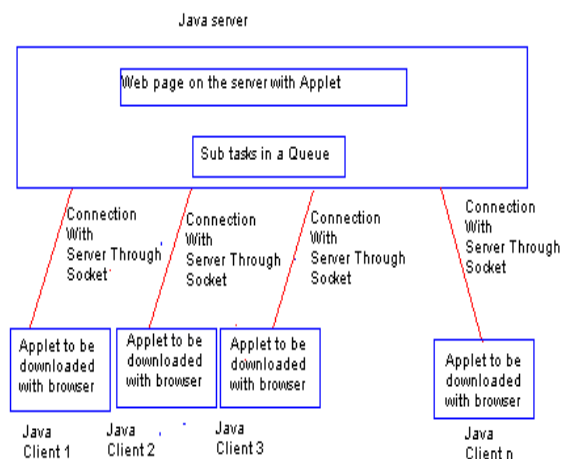 Java server
Web page on the server with Applet
Sub tasks in a Queue
Connection
With
Server Through
Socket
Connection
With
Server Through
Socket
Connection
With
Server Through
Socket
Connection
With
Server Through
Socket
Applet to be
downloaded
with browser
Applet to be
downloaded
with browser
Applet to be
downloaded
with browser
Applet to be
downloaded
with browser
Java
Client 1
Java
Client 2
Java
Client 3
Java
Client n